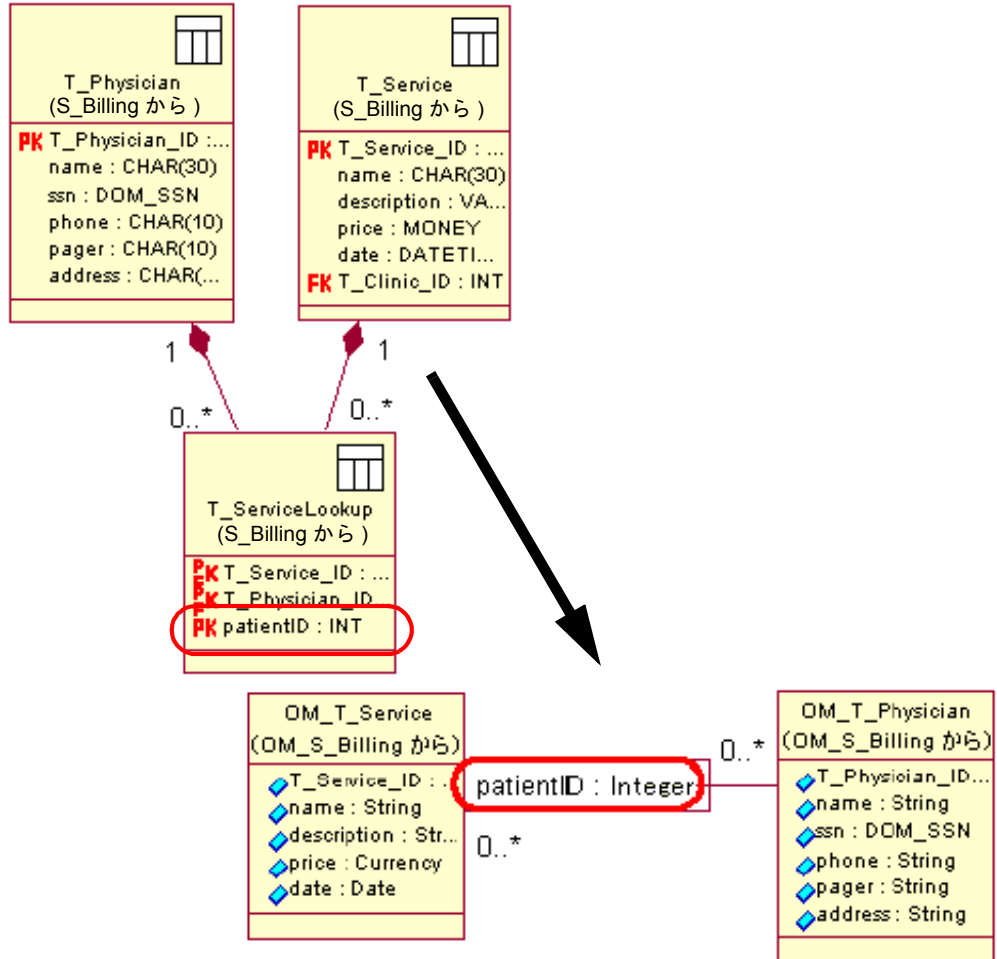 T_Physician
(S_Billing から )
PK T_Physician_ID :...
name : CHAR(30)
ssn : DOM_SSN
phone : CHAR(10)
pager : CHAR(10)
address : CHAR(...
T_Service
(S_Billing から )
PK T_Service_ID : ...
name : CHAR(30)
description : VA...
price : MONEY
date : DATETI...
FK T_Clinic_ID : INT
1
1
0..*
0..*
T_ServiceLookup
(S_Billing から )
PK T_Service_ID : ...
PK T_Physician_ID
PK patientID : INT
OM_T_Service
(OM_S_Billing から)
T_Service_ID : .
name : String
description : Str...
price : Currency
date : Date
patientID : Integer
0..*
0..*
OM_T_Physician
(OM_S_Billing から)
T_Physician_ID...
name : String
ssn : DOM_SSN
phone : String
pager : String
address : String